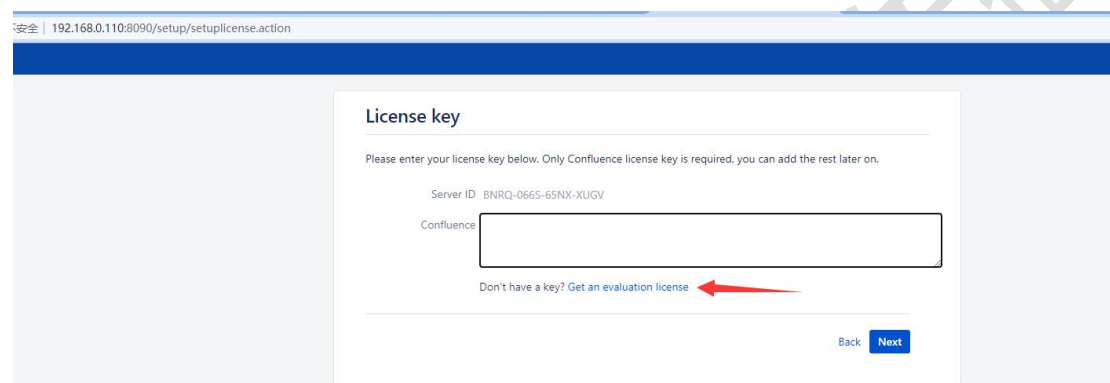 不安全 | 192.168.0.110:8090/setup/setuplicense.action
License key
Please enter your license key below. Only Confluence license key is required, you can add the rest later on.
Server ID BNRQ-066S-65NX-XUGV
Confluence
Don't have a key? Get an evaluation license
Back Next